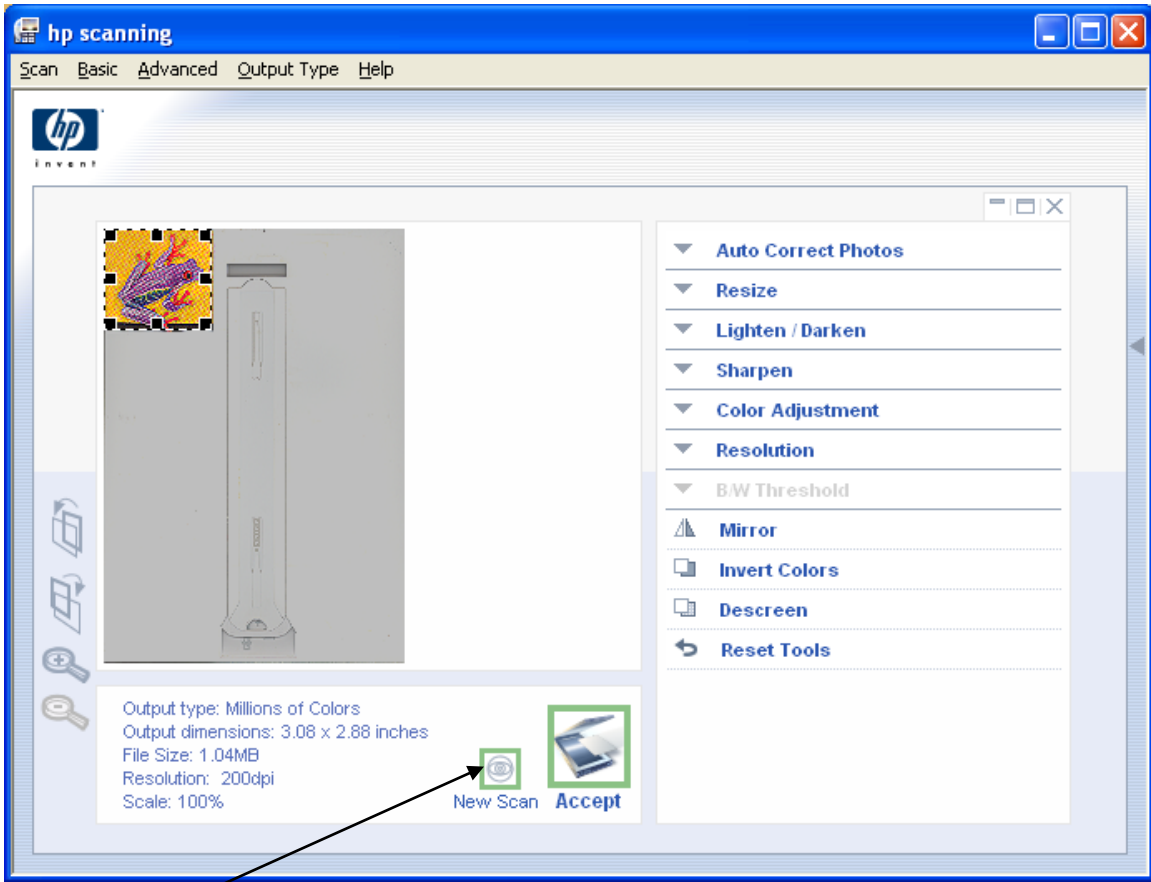 hp scanning
Scan Basic Advanced Output Type Help
hp
invent
Auto Correct Photos
Resize
Lighten / Darken
Sharpen
Color Adjustment
Resolution
B/W Threshold
Mirror
Invert Colors
Descreen
Reset Tools
Output type: Millions of Colors
Output dimensions: 3.08 x 2.88 inches
File Size: 1.04MB
Resolution: 200dpi
Scale: 100%
New Scan
Accept